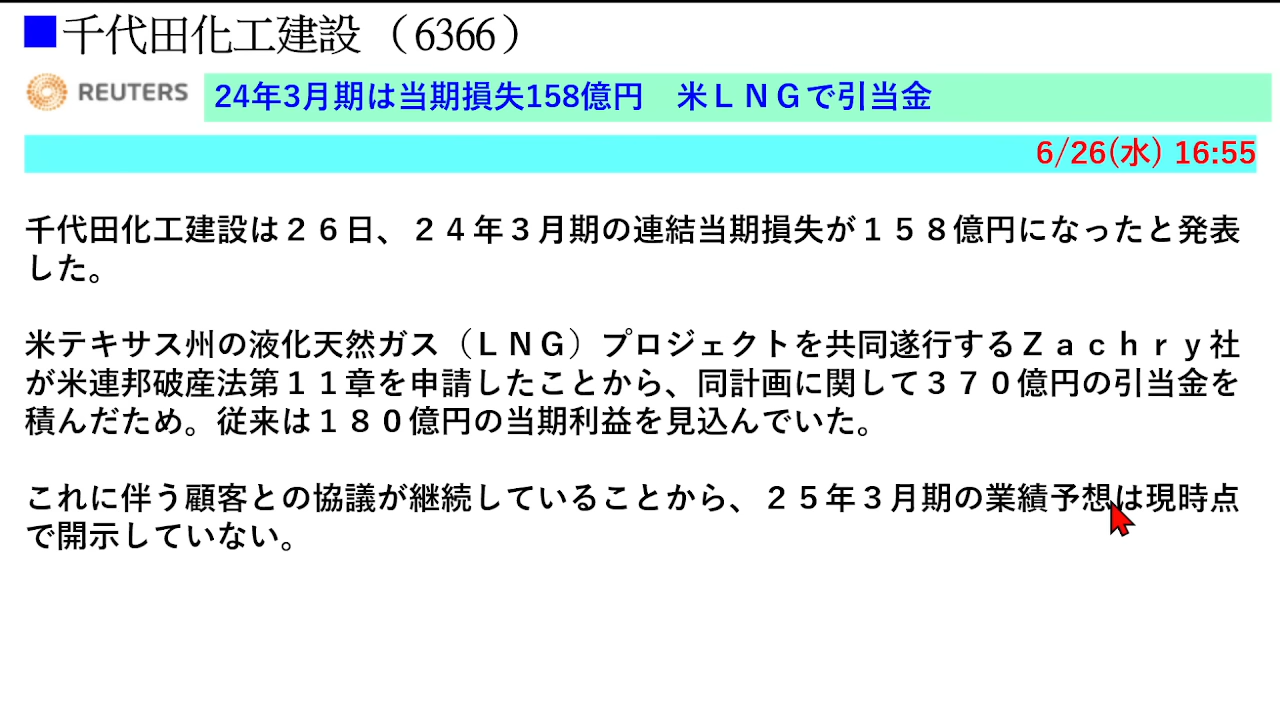 ■千代田化工建設（6366）
REUTERS 24年3月期は当期損失158億円　米ＬＮＧで引当金
6/26(水) 16:55
千代田化工建設は２６日、２４年３月期の連結当期損失が１５８億円になったと発表
した。
米テキサス州の液化天然ガス（ＬＮＧ）プロジェクトを共同遂行するＺａｃｈｒｙ社
が米連邦破産法第１１章を申請したことから、同計画に関して３７０億円の引当金を
積んだため。従来は１８０億円の当期利益を見込んでいた。
これに伴う顧客との協議が継続していることから、２５年３月期の業績予想は現時点
で開示していない。